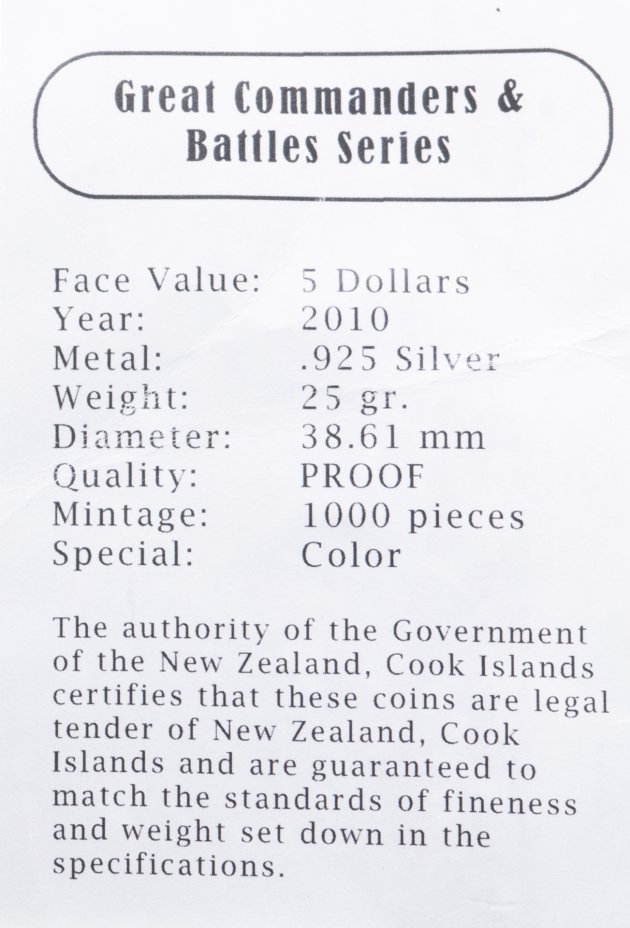 Great Commanders &
Battles Series
Face Value: 5 Dollars
Year: 2010
Metal: .925 Silver
Weight: 25 gr.
Diameter: 38.61 mm
Quality: PROOF
Mintage: 1000 pieces
Special: Color
The authority of the Government
of the New Zealand, Cook Islands
certifies that these coins are legal
tender of New Zealand, Cook
Islands and are guaranteed to
match the standards of fineness
and weight set down in the
specifications.